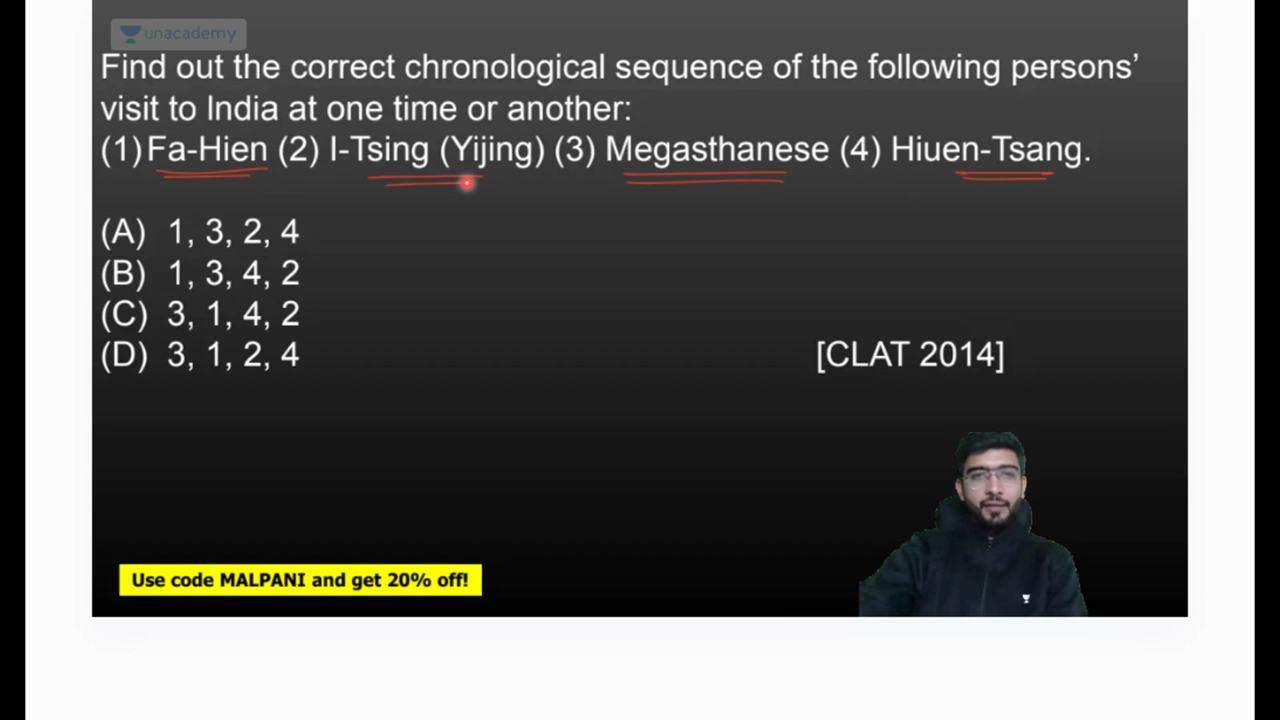 unacademy
Find out the correct chronological sequence of the following persons’
visit to India at one time or another:
(1) Fa-Hien (2) I-Tsing (Yijing) (3) Megasthanese (4) Hiuen-Tsang.
(A) 1, 3, 2, 4
(B) 1, 3, 4, 2
(C) 3, 1, 4, 2
(D) 3, 1, 2, 4 [CLAT 2014]
Use code MALPANI and get 20% off!